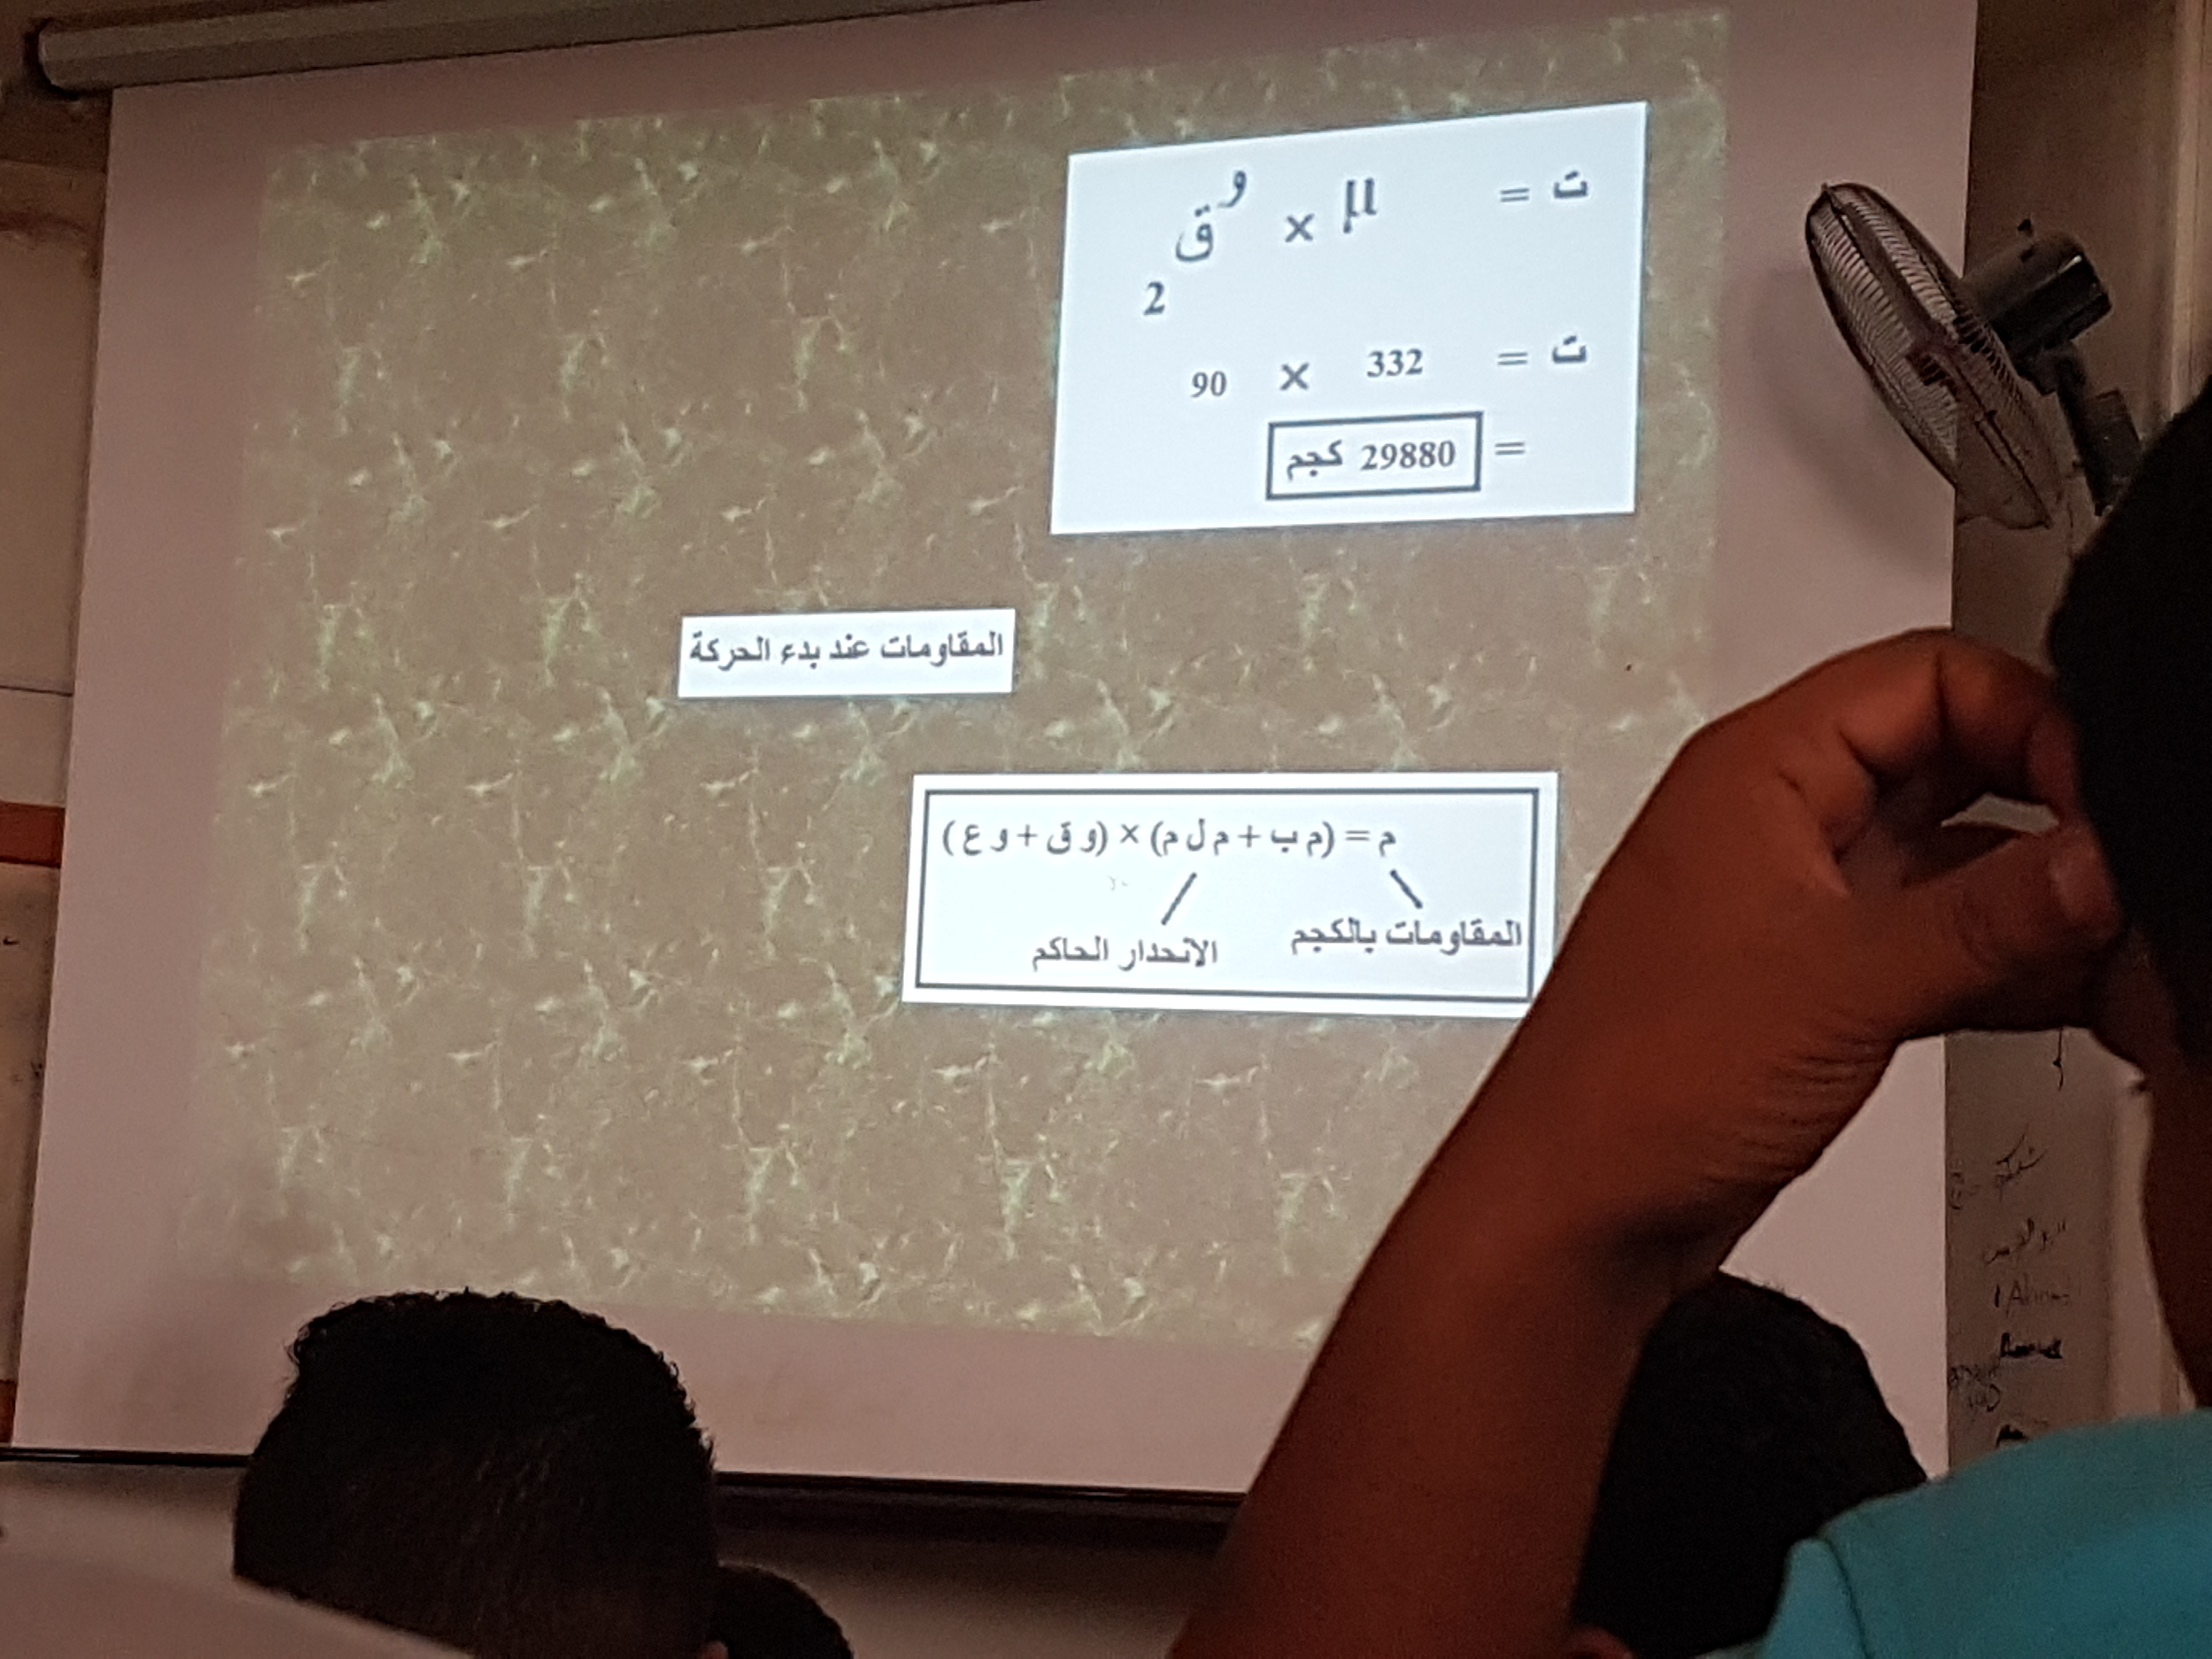 ت = μ × و ق
2
ت = 332 × 90
= 29880 كجم
المقاومات عند بدء الحركة
م = (م ب + م ل م) × (و ق + و ع)
المقاومات بالكجم
الانحدار الحاكم